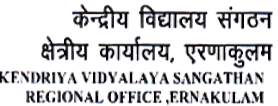 केन्द्रीय विद्यालय संगठन
क्षेत्रीय कार्यालय, एरणाकुलम
KENDRIYA VIDYALAYA SANGATHAN
REGIONAL OFFICE ,ERNAKULAM